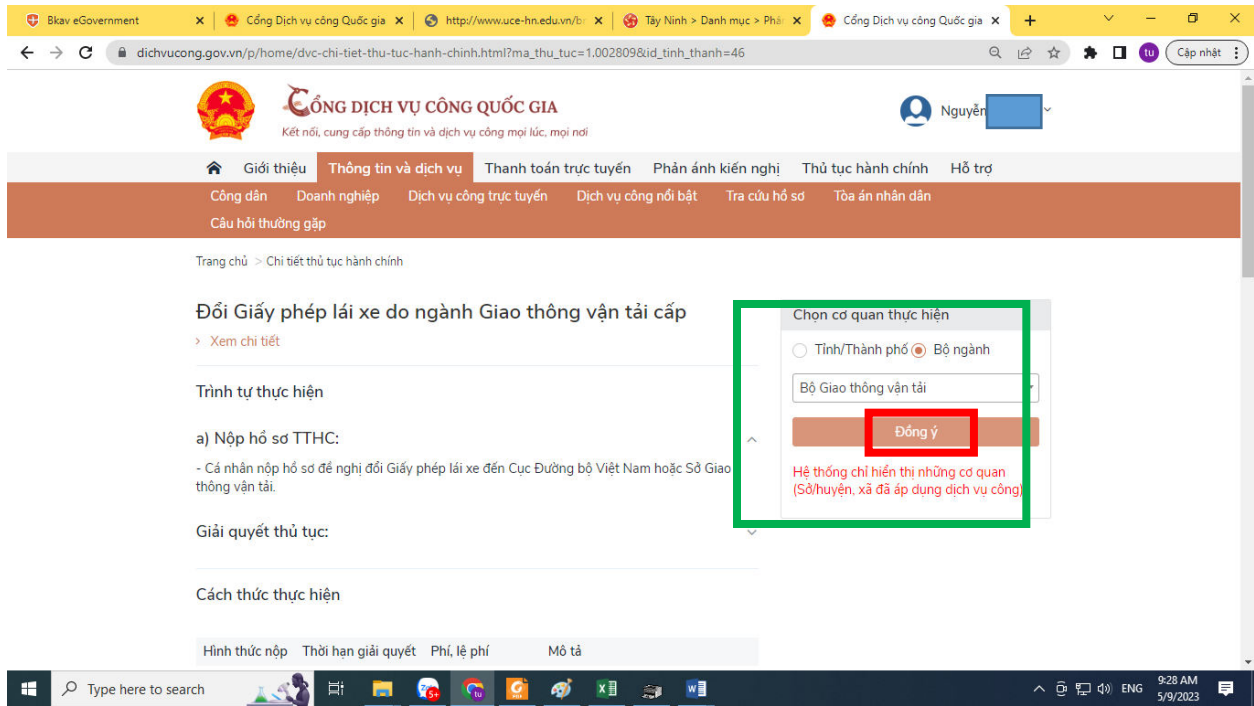 Bkav eGovernment
Cổng Dịch vụ công Quốc gia
http://www.uce-hn.edu.vn/b
Tây Ninh > Danh mục > Phả
Cổng Dịch vụ công Quốc gia
dichvucong.gov.vn/p/home/dvc-chi-tiet-thu-tuc-hanh-chinh.html?ma_thu_tuc=1.002809&id_tinh_thanh=46
tu
Cập nhật
CỔNG DỊCH VỤ CÔNG QUỐC GIA
Kết nối, cung cấp thông tin và dịch vụ công mọi lúc, mọi nơi
Nguyễn
Giới thiệu Thông tin và dịch vụ Thanh toán trực tuyến Phản ánh kiến nghị Thủ tục hành chính Hỗ trợ
Công dân Doanh nghiệp Dịch vụ công trực tuyến Dịch vụ công nổi bật Tra cứu hồ sơ Tòa án nhân dân
Câu hỏi thường gặp
Trang chủ > Chi tiết thủ tục hành chính
Đổi Giấy phép lái xe do ngành Giao thông vận tải cấp
> Xem chi tiết
Trình tự thực hiện
a) Nộp hồ sơ TTHC:
- Cá nhân nộp hồ sơ đề nghị đổi Giấy phép lái xe đến Cục Đường bộ Việt Nam hoặc Sở Giao
thông vận tải.
Giải quyết thủ tục:
Cách thức thực hiện
Hình thức nộp Thời hạn giải quyết Phí, lệ phí Mô tả
Chọn cơ quan thực hiện
Tỉnh/Thành phố Bộ ngành
Bộ Giao thông vận tải
Đồng ý
Hệ thống chỉ hiển thị những cơ quan
(Sở/huyện, xã đã áp dụng dịch vụ công)
Type here to search
5+
tu
ENG
9:28 AM
5/9/2023